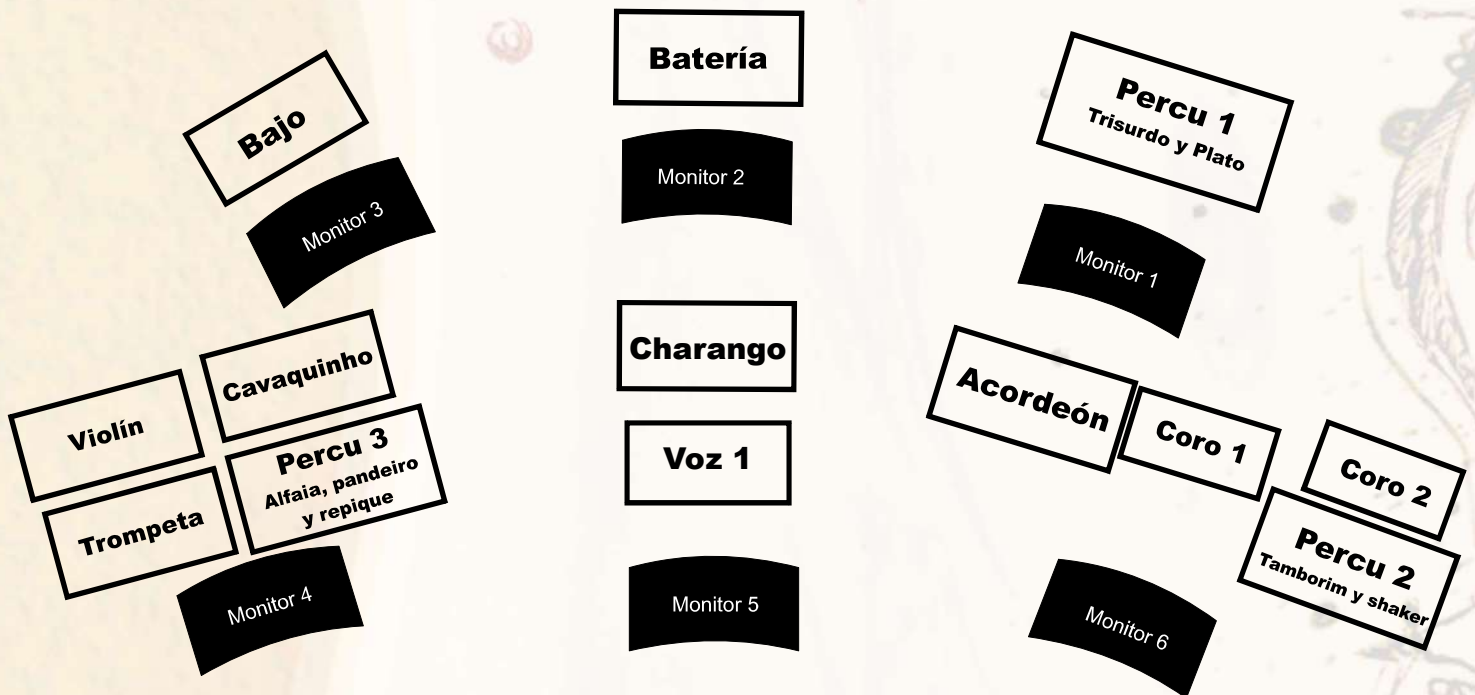 Batería
Bajo
Percu 1
Trisurdo y Plato
Monitor 2
Monitor 3
Monitor 1
Charango
Cavaquinho
Violín
Acordeón
Coro 1
Percu 3
Alfaia, pandeiro
y repique
Voz 1
Coro 2
Trompeta
Percu 2
Tamborim y shaker
Monitor 4
Monitor 5
Monitor 6